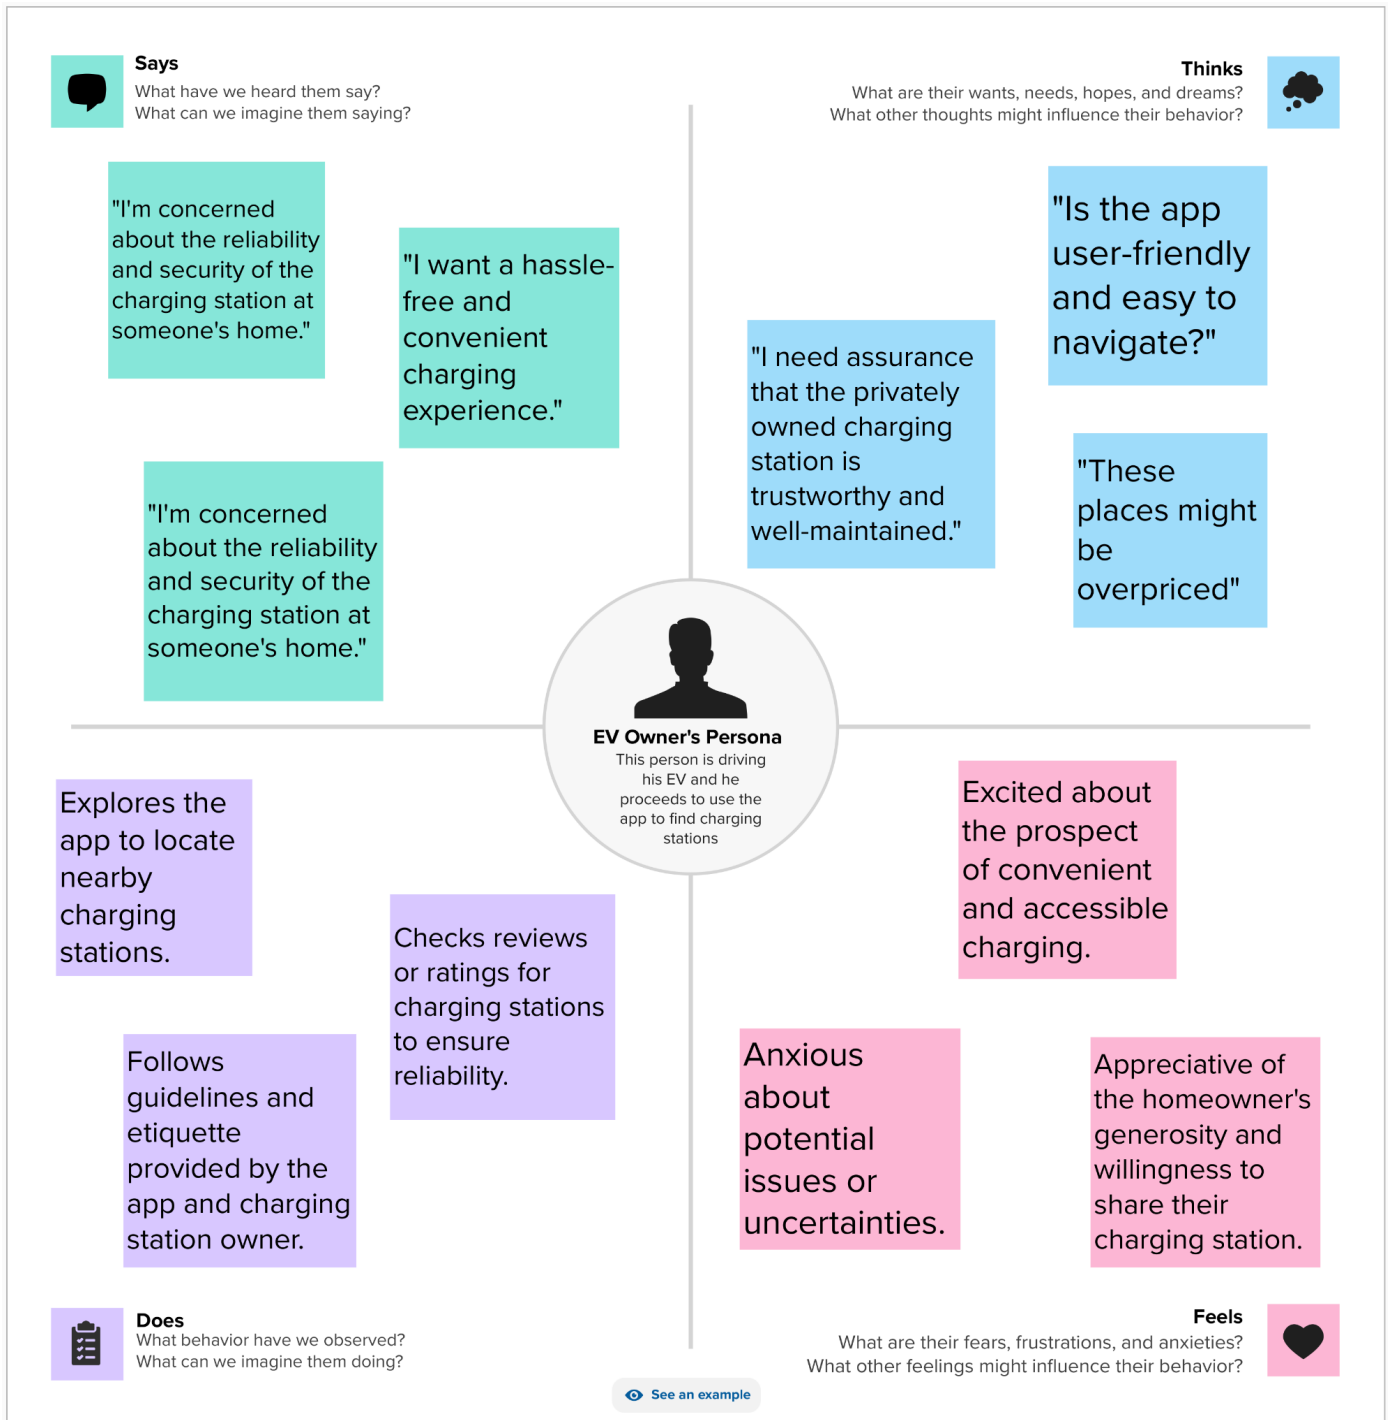 Says
What have we heard them say?
What can we imagine them saying?
"I'm concerned
about the reliability
and security of the
charging station at
someone's home."
"I want a hassle-
free and
convenient
charging
experience."
"I'm concerned
about the reliability
and security of the
charging station at
someone's home."
Thinks
What are their wants, needs, hopes, and dreams?
What other thoughts might influence their behavior?
"Is the app
user-friendly
and easy to
navigate?"
"I need assurance
that the privately
owned charging
station is
trustworthy and
well-maintained."
"These
places might
be
overpriced"
EV Owner's Persona
This person is driving
his EV and he
proceeds to use the
app to find charging
stations
Explores the
app to locate
nearby
charging
stations.
Checks reviews
or ratings for
charging stations
to ensure
reliability.
Follows
guidelines and
etiquette
provided by the
app and charging
station owner.
Does
What behavior have we observed?
What can we imagine them doing?
Excited about
the prospect
of convenient
and accessible
charging.
Anxious
about
potential
issues or
uncertainties.
Appreciative of
the homeowner's
generosity and
willingness to
share their
charging station.
Feels
What are their fears, frustrations, and anxieties?
What other feelings might influence their behavior?
See an example